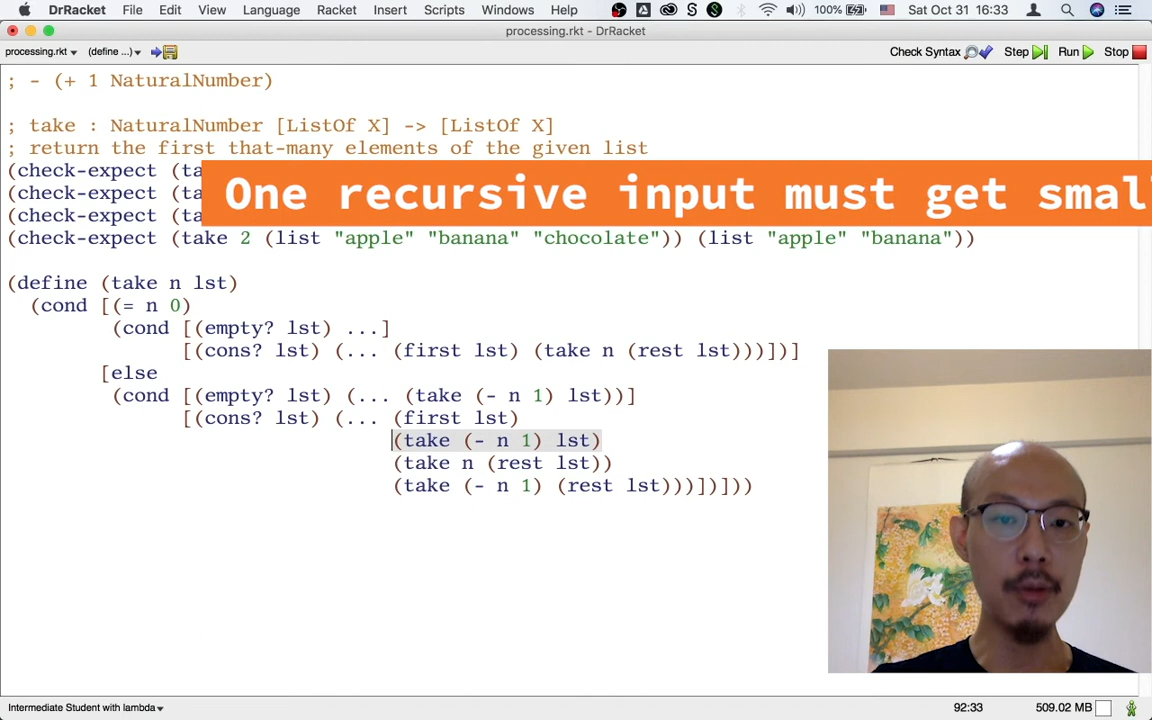 DrRacket File Edit View Language Racket Insert Scripts Windows Help 100% Sat Oct 31 16:33
processing.rkt - DrRacket
processing.rkt (define ...) Check Syntax Step Run Stop
; - (+ 1 NaturalNumber)
; take : NaturalNumber [ListOf X] -> [ListOf X]
; return the first that-many elements of the given list
(check-expect (ta
(check-expect (ta
(check-expect (ta
One recursive input must get smal
(check-expect (take 2 (list "apple" "banana" "chocolate")) (list "apple" "banana"))
(define (take n lst)
(cond [(= n 0)
(cond [(empty? lst) ...]
[(cons? lst) (... (first lst) (take n (rest lst)))])]
[else
(cond [(empty? lst) (... (take (- n 1) lst))]
[(cons? lst) (... (first lst)
(take (- n 1) lst)
(take n (rest lst))
(take (- n 1) (rest lst)))])]))
Intermediate Student with lambda 92:33 509.02 MB